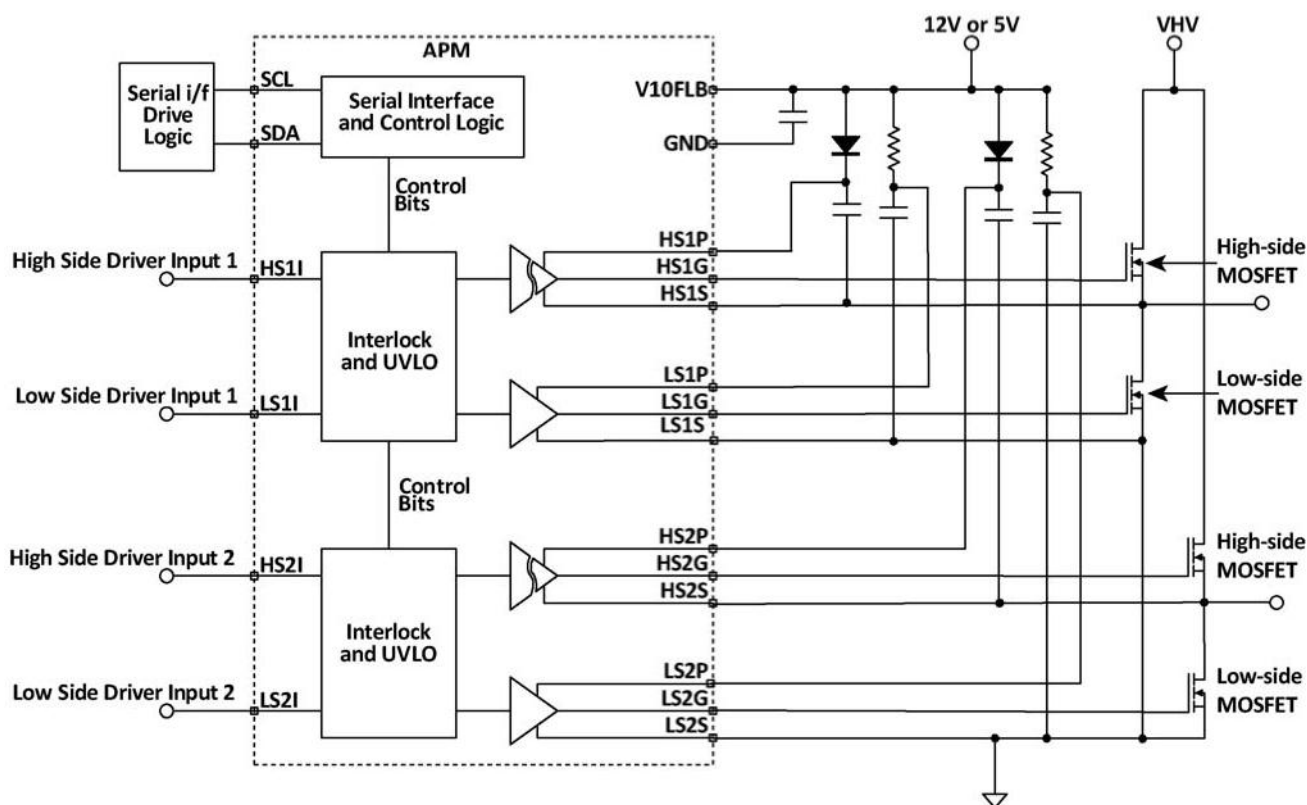 12V or 5V
VHV
APM
SCL
V10FLB
Serial i/f
Drive
Logic
Serial Interface
and Control Logic
SDA
GND
Control
Bits
HS1P
High Side Driver Input 1
HS1I
HS1G
High-side
MOSFET
HS1S
Interlock
and UVLO
LS1P
Low Side Driver Input 1
LS1I
LS1G
Low-side
MOSFET
LS1S
Control
Bits
HS2P
High Side Driver Input 2
HS2I
HS2G
High-side
MOSFET
HS2S
Interlock
and UVLO
LS2P
Low Side Driver Input 2
LS2I
LS2G
Low-side
MOSFET
LS2S